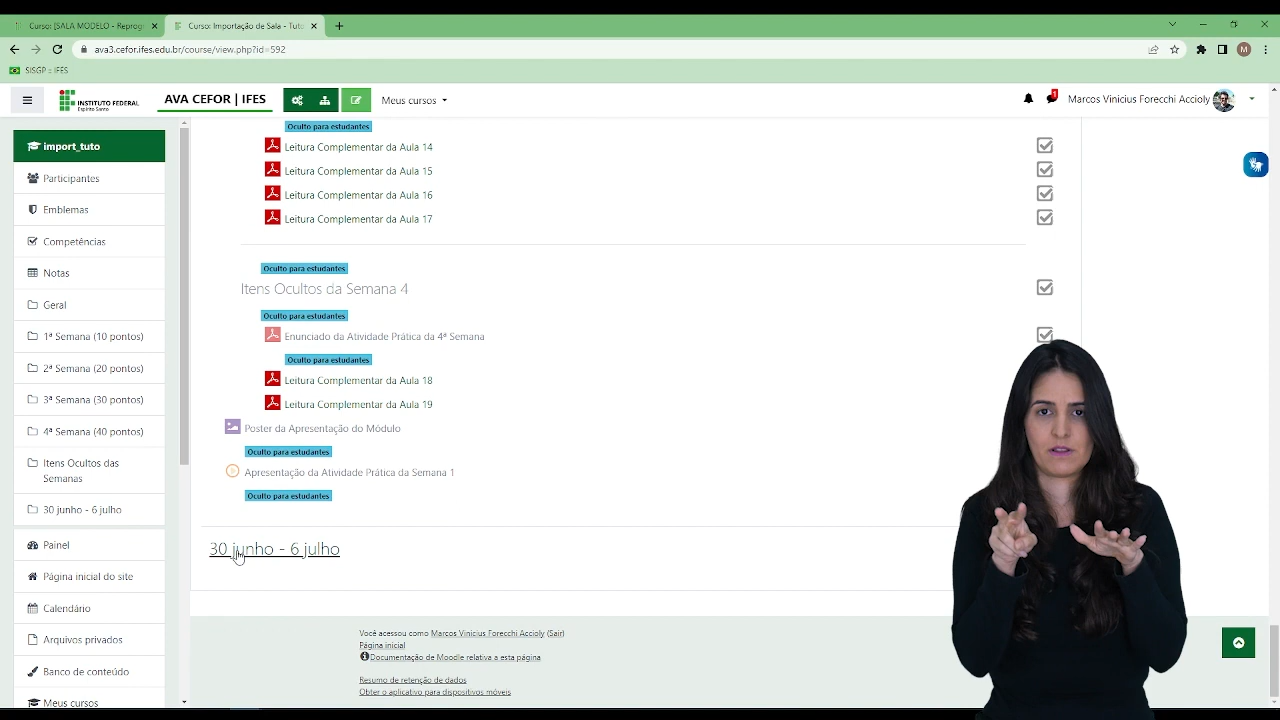 Curso: [SALA MODELO - Reprog
Curso: Importação de Sala - Tuto
ava3.cefor.ifes.edu.br/course/view.php?id=592
M
SISGP :: IFES
INSTITUTO FEDERAL
Espírito Santo
AVA CEFOR | IFES
Meus cursos
1
Marcos Vinicius Forecchi Accioly
import_tuto
Participantes
Emblemas
Competências
Notas
Geral
1ª Semana (10 pontos)
2ª Semana (20 pontos)
3ª Semana (30 pontos)
4ª Semana (40 pontos)
Itens Ocultos das
Semanas
30 junho - 6 julho
Painel
Página inicial do site
Calendário
Arquivos privados
Banco de conteúdo
Meus cursos
Oculto para estudantes
Leitura Complementar da Aula 14
Leitura Complementar da Aula 15
Leitura Complementar da Aula 16
Leitura Complementar da Aula 17
Oculto para estudantes
Itens Ocultos da Semana 4
Oculto para estudantes
Enunciado da Atividade Prática da 4ª Semana
Oculto para estudantes
Leitura Complementar da Aula 18
Leitura Complementar da Aula 19
Poster da Apresentação do Módulo
Oculto para estudantes
Apresentação da Atividade Prática da Semana 1
Oculto para estudantes
30 junho - 6 julho
Você acessou como Marcos Vinicius Forecchi Accioly (Sair)
Página inicial
Documentação de Moodle relativa a esta página
Resumo de retenção de dados
Obter o aplicativo para dispositivos móveis